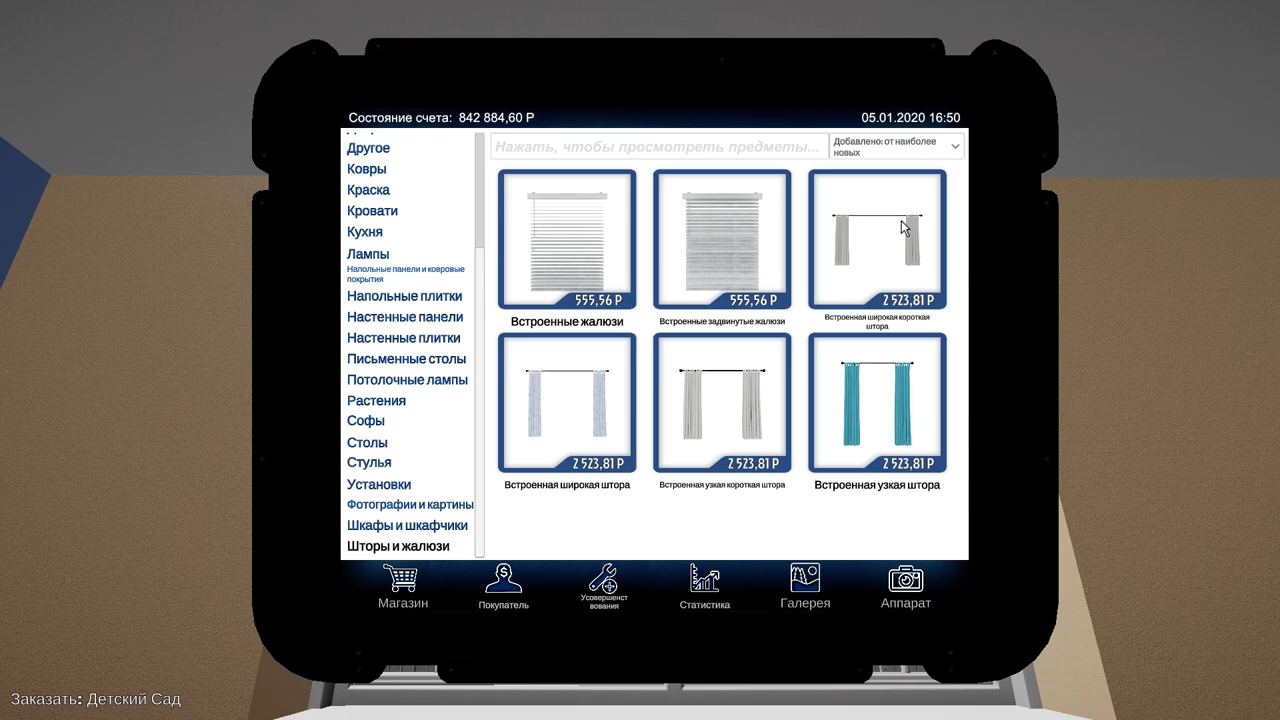 Состояние счета: 842 884,60 Р
05.01.2020 16:50
Другое
Ковры
Краска
Кровати
Кухня
Лампы
Напольные панели и ковровые
покрытия
Напольные плитки
Настенные панели
Настенные плитки
Письменные столы
Потолочные лампы
Растения
Софы
Столы
Стулья
Установки
Фотографии и картины
Шкафы и шкафчики
Шторы и жалюзи
Нажать, чтобы просмотреть предметы...
Добавлено: от наиболее
новых
555,56 Р
555,56 Р
2 523,81 Р
Встроенные жалюзи
Встроенные задвинутые жалюзи
Встроенная широкая короткая
штора
2 523,81 Р
2 523,81 Р
2 523,81 Р
Встроенная широкая штора
Встроенная узкая короткая штора
Встроенная узкая штора
Магазин
Покупатель
Усовершенст
вования
Статистика
Галерея
Аппарат
Заказать: Детский Сад